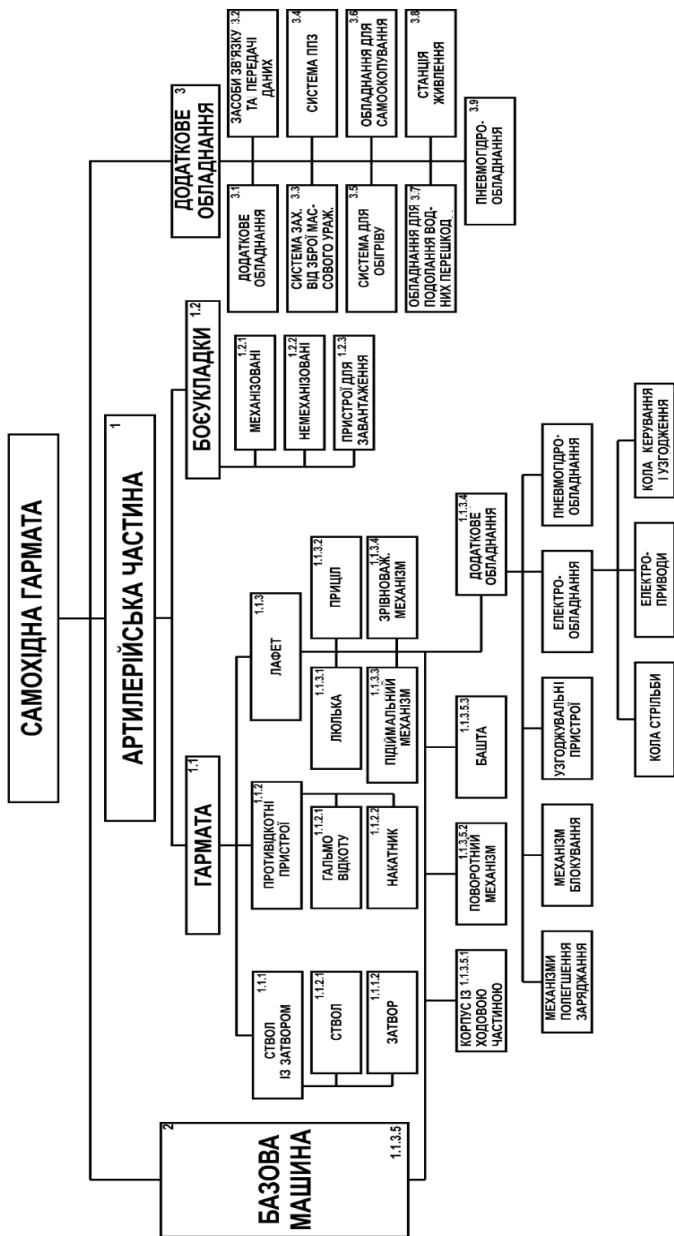 САМОХІДНА ГАРМАТА
1
АРТИЛЕРІЙСЬКА ЧАСТИНА
2
БАЗОВА
МАШИНА
1.1.3.5
1.1
ГАРМАТА
1.2
БОЄУКЛАДКИ
3
ДОДАТКОВЕ
ОБЛАДНАННЯ
1.1.1
СТВОЛ
ІЗ ЗАТВОРОМ
1.1.2.1
СТВОЛ
1.1.1.2
ЗАТВОР
1.1.2
ПРОТИВІДКОТНІ
ПРИСТРОЇ
1.1.2.1
ГАЛЬМО
ВІДКОТУ
1.1.2.2
НАКАТНИК
1.1.3
ЛАФЕТ
1.1.3.1
ЛЮЛЬКА
1.1.3.2
ПРИЦІЛ
1.1.3.3
ПІДІЙМАЛЬНИЙ
МЕХАНІЗМ
1.1.3.4
ЗРІВНОВАЖ.
МЕХАНІЗМ
1.2.1
МЕХАНІЗОВАНІ
1.2.2
НЕМЕХАНІЗОВАНІ
1.2.3
ПРИСТРОЇ ДЛЯ
ЗАВАНТАЖЕННЯ
3.1
ДОДАТКОВЕ
ОБЛАДНАННЯ
3.2
ЗАСОБИ ЗВ'ЯЗКУ
ТА ПЕРЕДАЧІ
ДАНИХ
3.3
СИСТЕМА ЗАХ.
ВІД ЗБРОЇ МАС-
СОВОГО УРАЖ.
3.4
СИСТЕМА ППЗ
3.5
СИСТЕМА ДЛЯ
ОБІГРІВУ
3.6
ОБЛАДНАННЯ ДЛЯ
САМООКОПУВАННЯ
3.7
ОБЛАДНАННЯ ДЛЯ
ПОДОЛАННЯ ВОД-
НИХ ПЕРЕШКОД
3.8
СТАНЦІЯ
ЖИВЛЕННЯ
3.9
ПНЕВМОГІДРО-
ОБЛАДНАННЯ
1.1.3.5.1
КОРПУС ІЗ
ХОДОВОЮ
ЧАСТИНОЮ
1.1.3.5.2
ПОВОРОТНИЙ
МЕХАНІЗМ
1.1.3.5.3
БАШТА
1.1.3.4
ДОДАТКОВЕ
ОБЛАДНАННЯ
МЕХАНІЗМИ
ПОЛЕГШЕННЯ
ЗАРЯДЖАННЯ
МЕХАНІЗМ
БЛОКУВАННЯ
УЗГОДЖУВАЛЬНІ
ПРИСТРОЇ
ЕЛЕКТРО-
ОБЛАДНАННЯ
ПНЕВМОГІДРО-
ОБЛАДНАННЯ
КОЛА СТРІЛЬБИ
ЕЛЕКТРО-
ПРИВОДИ
КОЛА КЕРУВАННЯ
І УЗГОДЖЕННЯ